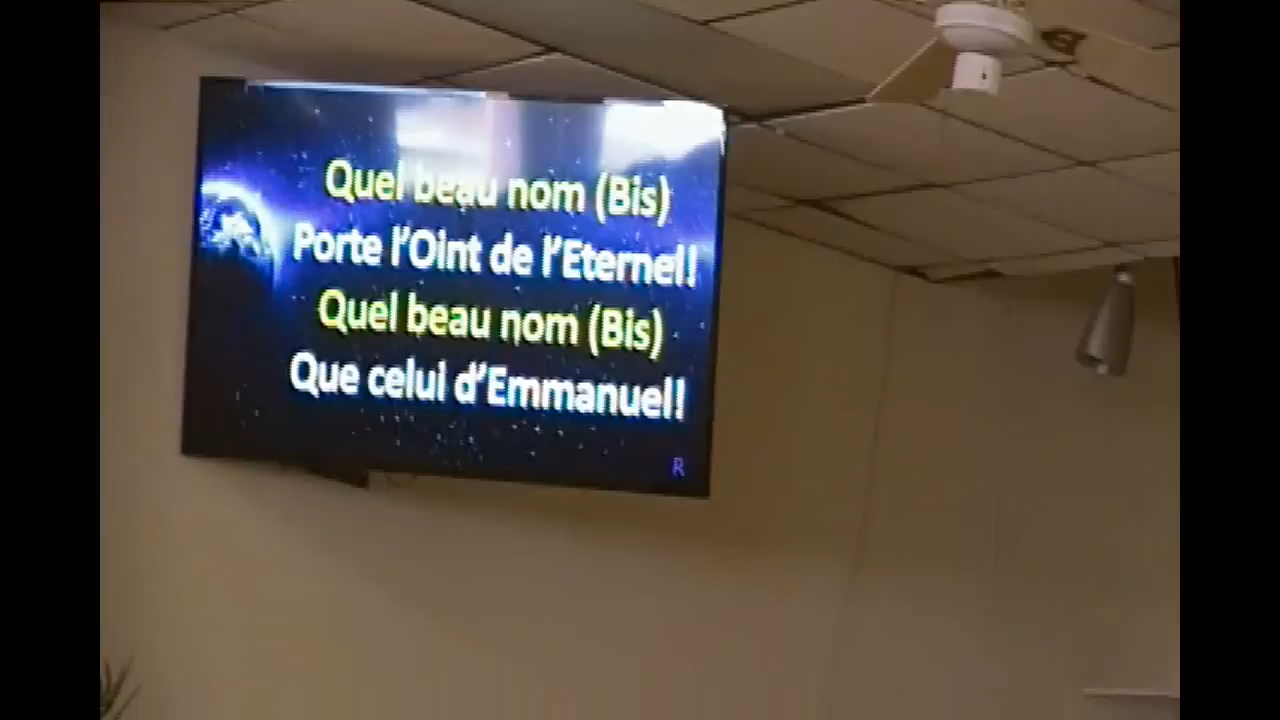 Quel beau nom (Bis)
Porte l'Oint de l'Eternel!
Quel beau nom (Bis)
Que celui d'Emmanuel!
R